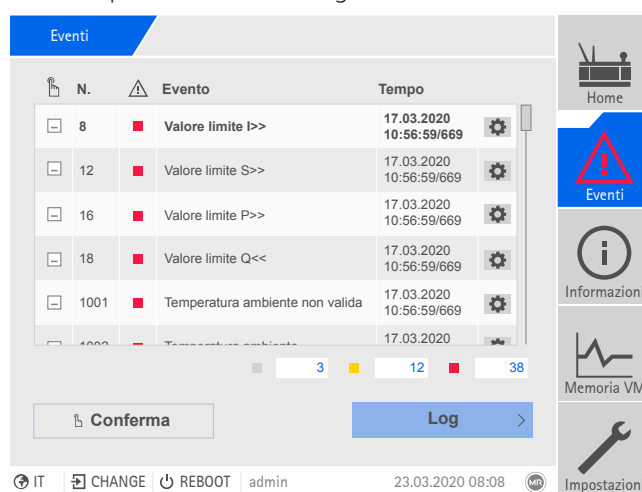 Eventi
N. Evento Tempo
8 Valore limite I>> 17.03.2020 10:56:59/669
12 Valore limite S>> 17.03.2020 10:56:59/669
16 Valore limite P>> 17.03.2020 10:56:59/669
18 Valore limite Q<< 17.03.2020 10:56:59/669
1001 Temperatura ambiente non valida 17.03.2020 10:56:59/669
17.03.2020
3 12 38
Conferma Log
IT CHANGE REBOOT admin 23.03.2020 08:08 MR
Home
Eventi
Informazion
Memoria VM
Impostazion